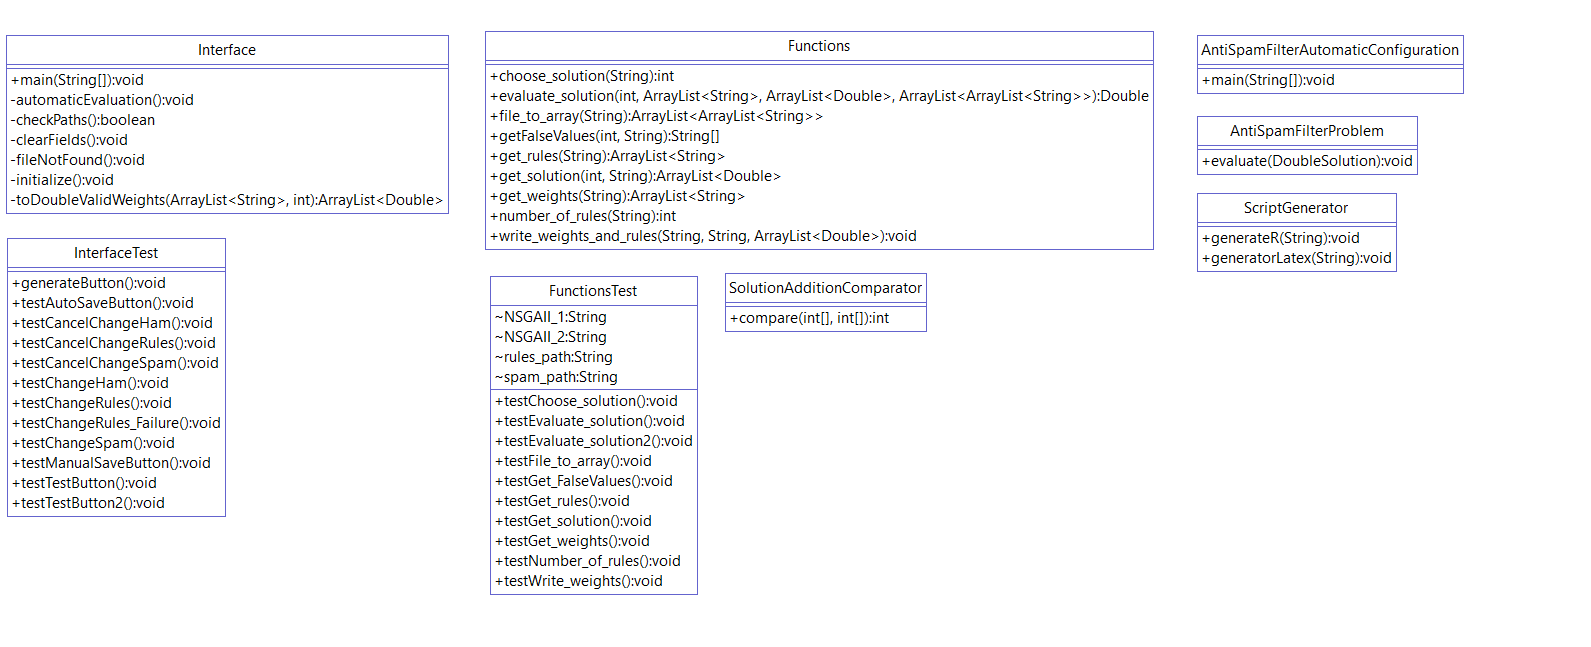 Interface
+main(String[]):void
-automaticEvaluation():void
-checkPaths():boolean
-clearFields():void
-fileNotFound():void
-initialize():void
-toDoubleValidWeights(ArrayList<String>, int):ArrayList<Double>
InterfaceTest
+generateButton():void
+testAutoSaveButton():void
+testCancelChangeHam():void
+testCancelChangeRules():void
+testCancelChangeSpam():void
+testChangeHam():void
+testChangeRules():void
+testChangeRules_Failure():void
+testChangeSpam():void
+testManualSaveButton():void
+testTestButton():void
+testTestButton2():void
Functions
+choose_solution(String):int
+evaluate_solution(int, ArrayList<String>, ArrayList<Double>, ArrayList<ArrayList<String>>):Double
+file_to_array(String):ArrayList<ArrayList<String>>
+getFalseValues(int, String):String[]
+get_rules(String):ArrayList<String>
+get_solution(int, String):ArrayList<Double>
+get_weights(String):ArrayList<String>
+number_of_rules(String):int
+write_weights_and_rules(String, String, ArrayList<Double>):void
FunctionsTest
~NSGAII_1:String
~NSGAII_2:String
~rules_path:String
~spam_path:String
+testChoose_solution():void
+testEvaluate_solution():void
+testEvaluate_solution2():void
+testFile_to_array():void
+testGet_FalseValues():void
+testGet_rules():void
+testGet_solution():void
+testGet_weights():void
+testNumber_of_rules():void
+testWrite_weights():void
SolutionAdditionComparator
+compare(int[], int[]):int
AntiSpamFilterAutomaticConfiguration
+main(String[]):void
AntiSpamFilterProblem
+evaluate(DoubleSolution):void
ScriptGenerator
+generateR(String):void
+generatorLatex(String):void